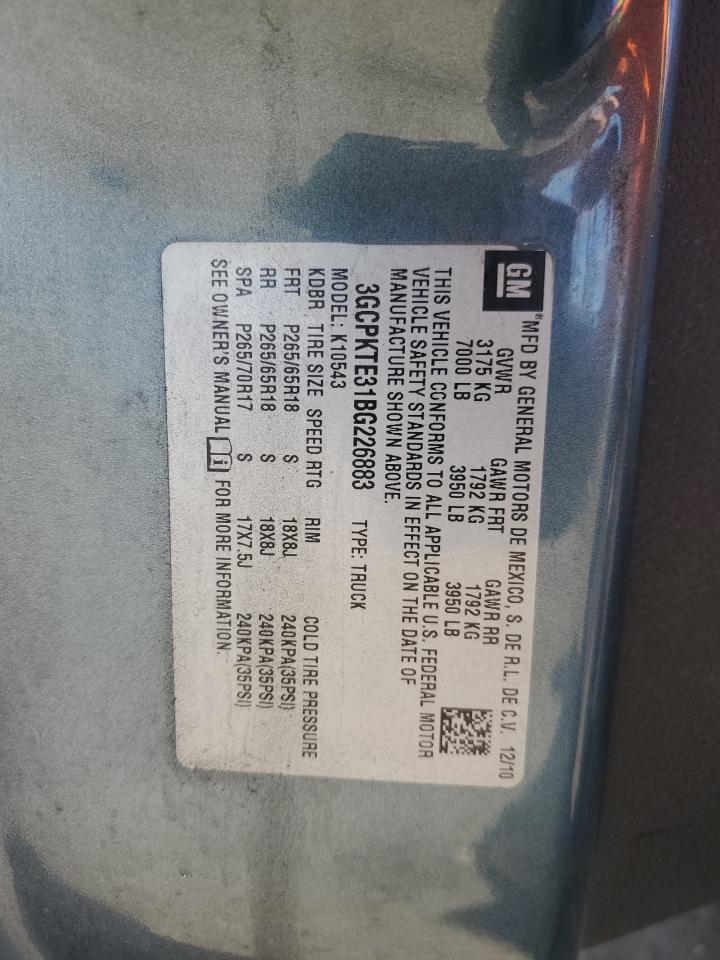 GM
®MFD BY GENERAL MOTORS DE MEXICO, S. DE R.L. DE C.V. 12/10
GVWR GAWR FRT GAWR RR
3175 KG 1792 KG 1792 KG
7000 LB 3950 LB 3950 LB
THIS VEHICLE CONFORMS TO ALL APPLICABLE U.S. FEDERAL MOTOR
VEHICLE SAFETY STANDARDS IN EFFECT ON THE DATE OF
MANUFACTURE SHOWN ABOVE.
3GCPKTE31BG226883 TYPE: TRUCK
MODEL: K10543
KDBR TIRE SIZE SPEED RTG RIM COLD TIRE PRESSURE
FRT P265/65R18 S 18X8J 240KPA(35PSI)
RR P265/65R18 S 18X8J 240KPA(35PSI)
SPA P265/70R17 S 17X7.5J 240KPA(35PSI)
SEE OWNER'S MANUAL FOR MORE INFORMATION.